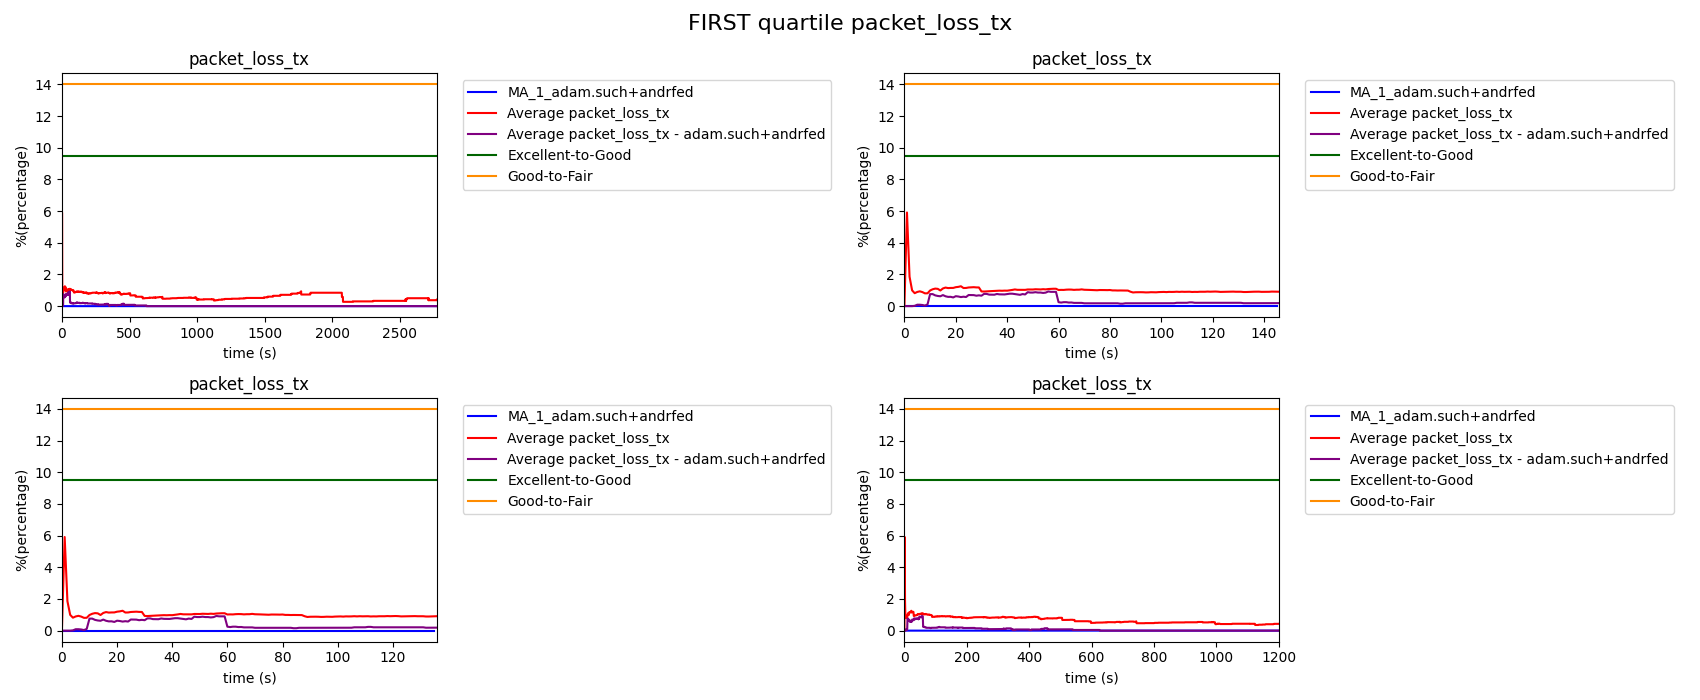 FIRST quartile packet_loss_tx
packet_loss_tx
14
12
10
8
6
4
2
0
%(percentage)
0 500 1000 1500 2000 2500
time (s)
MA_1_adam.such+andrfed
Average packet_loss_tx
Average packet_loss_tx - adam.such+andrfed
Excellent-to-Good
Good-to-Fair
packet_loss_tx
14
12
10
8
6
4
2
0
%(percentage)
0 20 40 60 80 100 120 140
time (s)
MA_1_adam.such+andrfed
Average packet_loss_tx
Average packet_loss_tx - adam.such+andrfed
Excellent-to-Good
Good-to-Fair
packet_loss_tx
14
12
10
8
6
4
2
0
%(percentage)
0 20 40 60 80 100 120
time (s)
MA_1_adam.such+andrfed
Average packet_loss_tx
Average packet_loss_tx - adam.such+andrfed
Excellent-to-Good
Good-to-Fair
packet_loss_tx
14
12
10
8
6
4
2
0
%(percentage)
0 200 400 600 800 1000 1200
time (s)
MA_1_adam.such+andrfed
Average packet_loss_tx
Average packet_loss_tx - adam.such+andrfed
Excellent-to-Good
Good-to-Fair